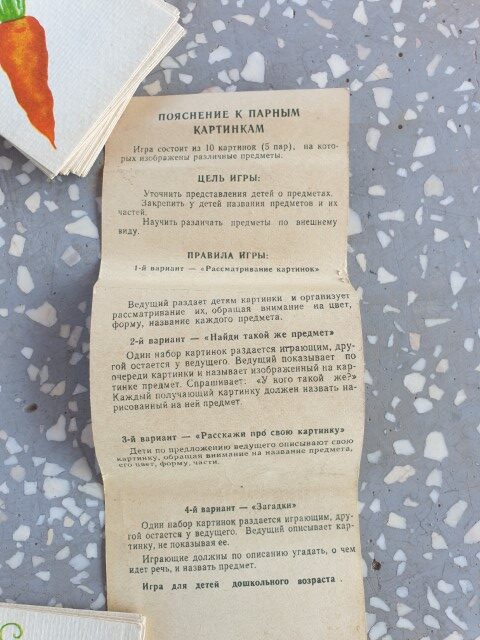 ПОЯСНЕНИЕ К ПАРНЫМ
КАРТИНКАМ
Игра состоит из 10 картинок (5 пар), на кото-
рых изображены различные предметы.
ЦЕЛЬ ИГРЫ:
Уточнить представления детей о предметах.
Закрепить у детей названия предметов и их
частей.
Научить различать предметы по внешнему
виду.
ПРАВИЛА ИГРЫ:
1-й вариант — «Рассматривание картинок»
Ведущий раздает детям картинки и организует
рассматривание их, обращая внимание на цвет,
форму, название каждого предмета.
2-й вариант — «Найди такой же предмет»
Один набор картинок раздается играющим, дру-
гой остается у ведущего. Ведущий показывает по
очереди картинки и называет изображенный на кар-
тинке предмет. Спрашивает: «У кого такой же?»
Каждый получающий картинку должен назвать на-
рисованный на ней предмет.
3-й вариант — «Расскажи про свою картинку»
Дети по предложению ведущего описывают свою
картинку, обращая внимание на название предмета,
его цвет, форму, части.
4-й вариант — «Загадки»
Один набор картинок раздается играющим, дру-
гой остается у ведущего. Ведущий описывает кар-
тинку, не показывая ее.
Играющие должны по описанию угадать, о чем
идет речь, и назвать предмет.
Игра для детей дошкольного возраста.